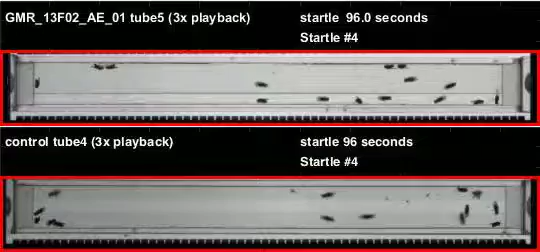 GMR_13F02_AE_01 tube5 (3x playback)
startle 96.0 seconds
Startle #4
control tube4 (3x playback)
startle 96 seconds
Startle #4